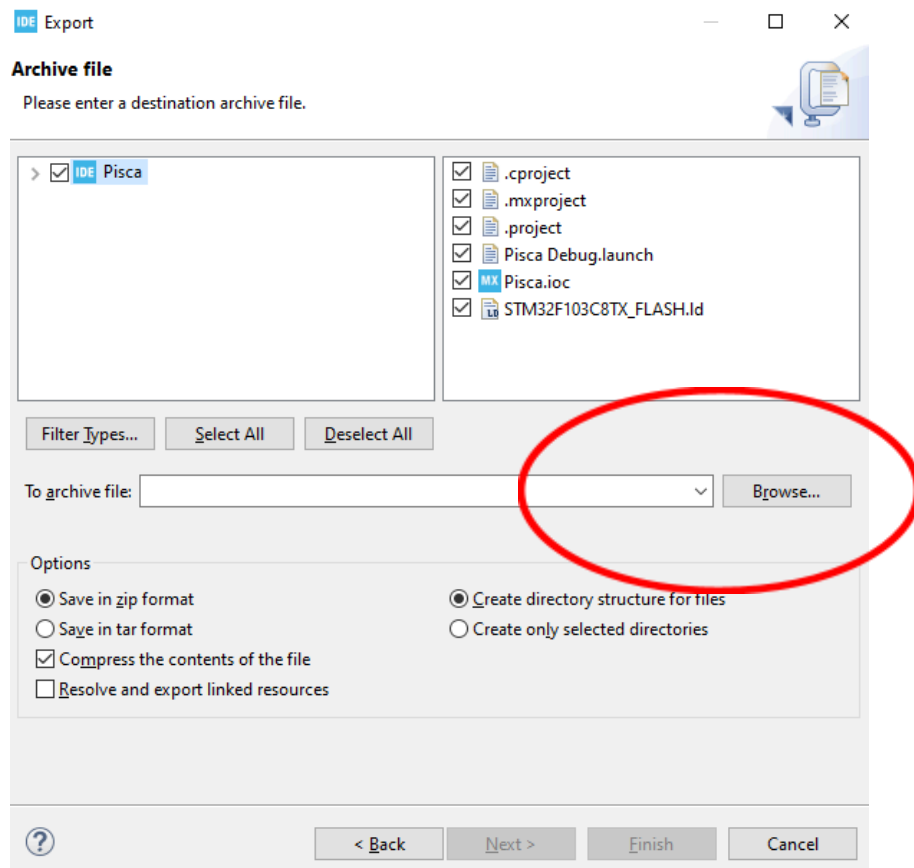 IDE Export
Archive file
Please enter a destination archive file.
IDE Pisca
.cproject
.mxproject
.project
Pisca Debug.launch
MX Pisca.ioc
LD STM32F103C8TX_FLASH.ld
Filter Types... Select All Deselect All
To archive file: Browse...
Options
Save in zip format Create directory structure for files
Save in tar format Create only selected directories
Compress the contents of the file
Resolve and export linked resources
? < Back Next > Finish Cancel